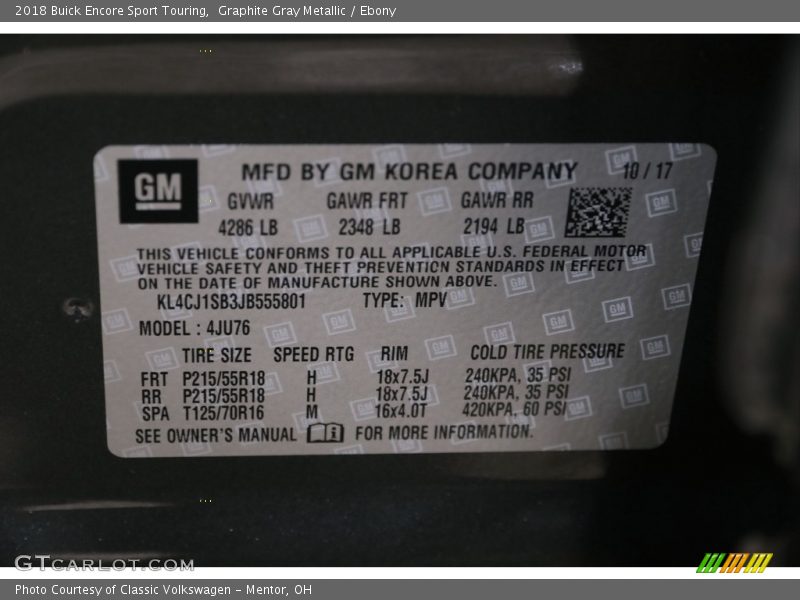 2018 Buick Encore Sport Touring,  Graphite Gray Metallic / Ebony
GM
MFD BY GM KOREA COMPANY 10 / 17
GVWR GAWR FRT GAWR RR
4286 LB 2348 LB 2194 LB
THIS VEHICLE CONFORMS TO ALL APPLICABLE U.S. FEDERAL MOTOR
VEHICLE SAFETY AND THEFT PREVENTION STANDARDS IN EFFECT
ON THE DATE OF MANUFACTURE SHOWN ABOVE.
KL4CJ1SB3JB555801 TYPE: MPV
MODEL : 4JU76
TIRE SIZE SPEED RTG RIM COLD TIRE PRESSURE
FRT P215/55R18 H 18x7.5J 240KPA, 35 PSI
RR P215/55R18 H 18x7.5J 240KPA, 35 PSI
SPA T125/70R16 M 16x4.0T 420KPA, 60 PSI
SEE OWNER'S MANUAL FOR MORE INFORMATION.
GTCARLOT.COM
Photo Courtesy of Classic Volkswagen - Mentor, OH